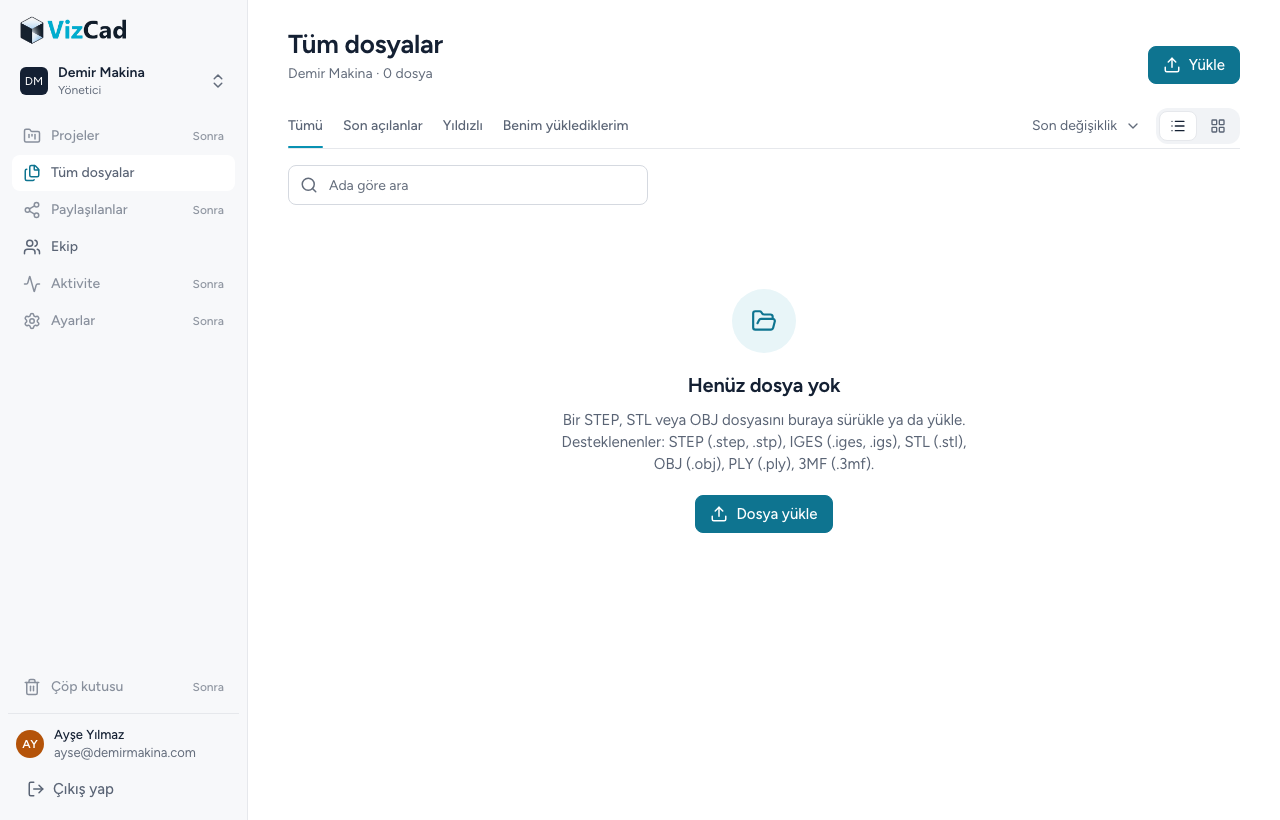 VizCad
DM
Demir Makina
Yönetici
Projeler
Sonra
Tüm dosyalar
Paylaşılanlar
Sonra
Ekip
Aktivite
Sonra
Ayarlar
Sonra
Çöp kutusu
Sonra
AY
Ayşe Yılmaz
ayse@demirmakina.com
Çıkış yap
Tüm dosyalar
Demir Makina · 0 dosya
Yükle
Tümü
Son açılanlar
Yıldızlı
Benim yüklediklerim
Son değişiklik
Ada göre ara
Henüz dosya yok
Bir STEP, STL veya OBJ dosyasını buraya sürükle ya da yükle.
Desteklenenler: STEP (.step, .stp), IGES (.iges, .igs), STL (.stl),
OBJ (.obj), PLY (.ply), 3MF (.3mf).
Dosya yükle